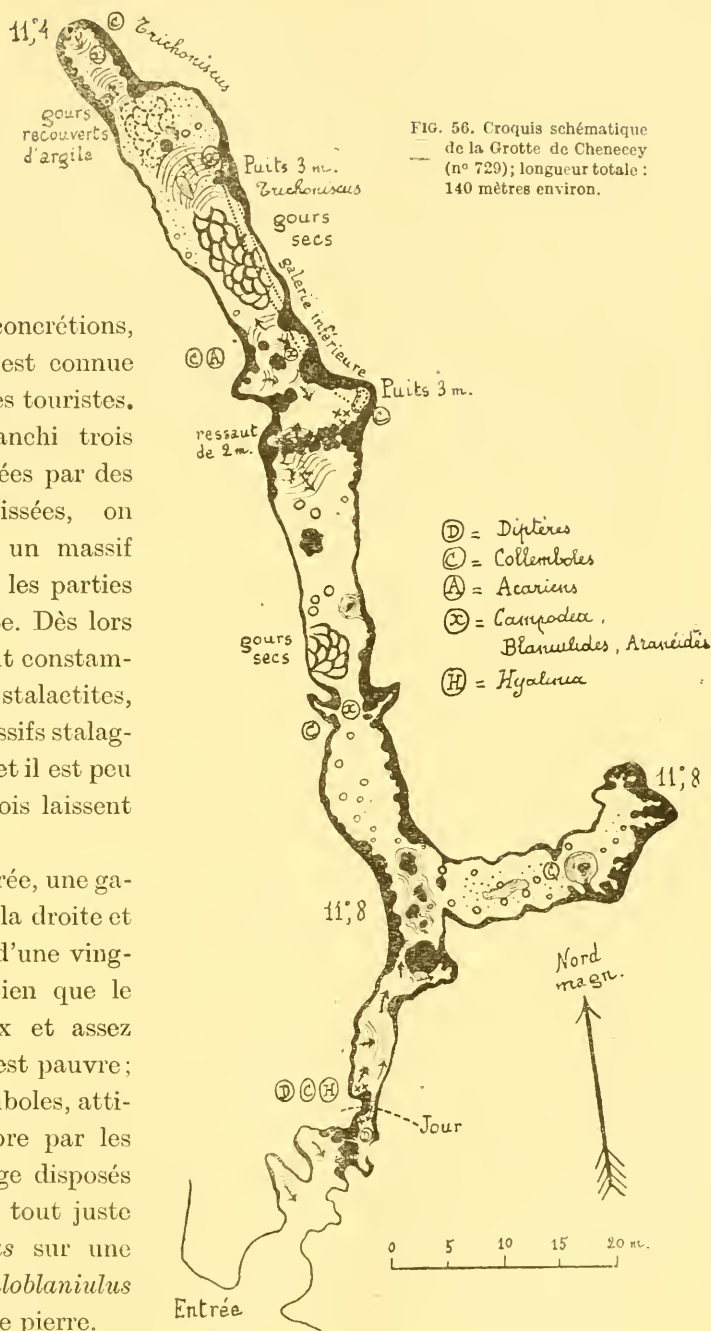 11°,4
Ⓒ Trichoniscus
gours
recouverts
d'argile
FIG. 56. Croquis schématique
de la Grotte de Chenecey
(n° 729); longueur totale :
140 mètres environ.
Puits 3 m.
Trichoniscus
gours
secs
galerie inférieure
Ⓒ Ⓐ
Puits 3 m.
Ⓒ
ressaut
de 2 m.
concrétions,
est connue
es touristes.
anchi trois
ées par des
issées, on
un massif
les parties
e. Dès lors
t constam-
stalactites,
ssifs stalag-
et il est peu
ois laissent
Ⓓ = Diptères
Ⓒ = Collemboles
Ⓐ = Acariens
ⓧ = Campodea,
Blaniulides, Aranéides
Ⓗ = Hyalinia
gours
secs
ⓧ
Ⓒ
11°,8
rée, une ga-
la droite et
d'une ving-
ien que le
x et assez
est pauvre;
boles, atti-
ore par les
ge disposés
tout juste
s sur une
loblaniulus
e pierre.
11°,8
Nord
magn.
Ⓓ Ⓒ Ⓗ
Jour
0 5 10 15 20 m.
Entrée